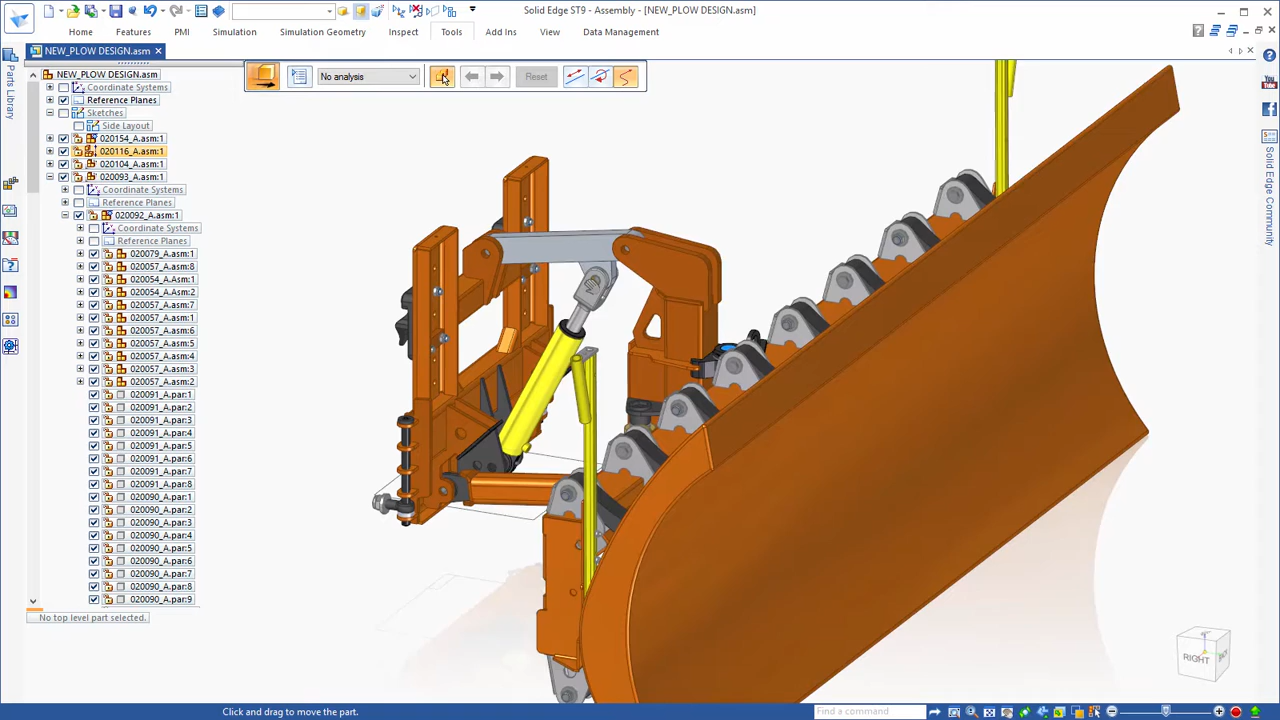 Solid Edge ST9 - Assembly - [NEW_PLOW DESIGN.asm]
Home Features PMI Simulation Simulation Geometry Inspect Tools Add Ins View Data Management
NEW_PLOW DESIGN.asm
No analysis
Reset
Parts Library
NEW_PLOW DESIGN.asm
Coordinate Systems
Reference Planes
Sketches
Side Layout
020154_A.asm:1
020116_A.asm:1
020104_A.asm:1
020093_A.asm:1
Coordinate Systems
Reference Planes
020092_A.asm:1
Coordinate Systems
Reference Planes
020079_A.asm:1
020057_A.asm:8
020054_A.asm:1
020054_A.Asm:2
020057_A.asm:7
020057_A.asm:1
020057_A.asm:6
020057_A.asm:5
020057_A.asm:4
020057_A.asm:3
020057_A.asm:2
020091_A.par:1
020091_A.par:2
020091_A.par:3
020091_A.par:4
020091_A.par:5
020091_A.par:6
020091_A.par:7
020091_A.par:8
020090_A.par:1
020090_A.par:2
020090_A.par:3
020090_A.par:4
020090_A.par:5
020090_A.par:6
020090_A.par:7
020090_A.par:8
020090_A.par:9
No top level part selected.
You Tube
Solid Edge Community
RIGHT
Click and drag to move the part.
Find a command